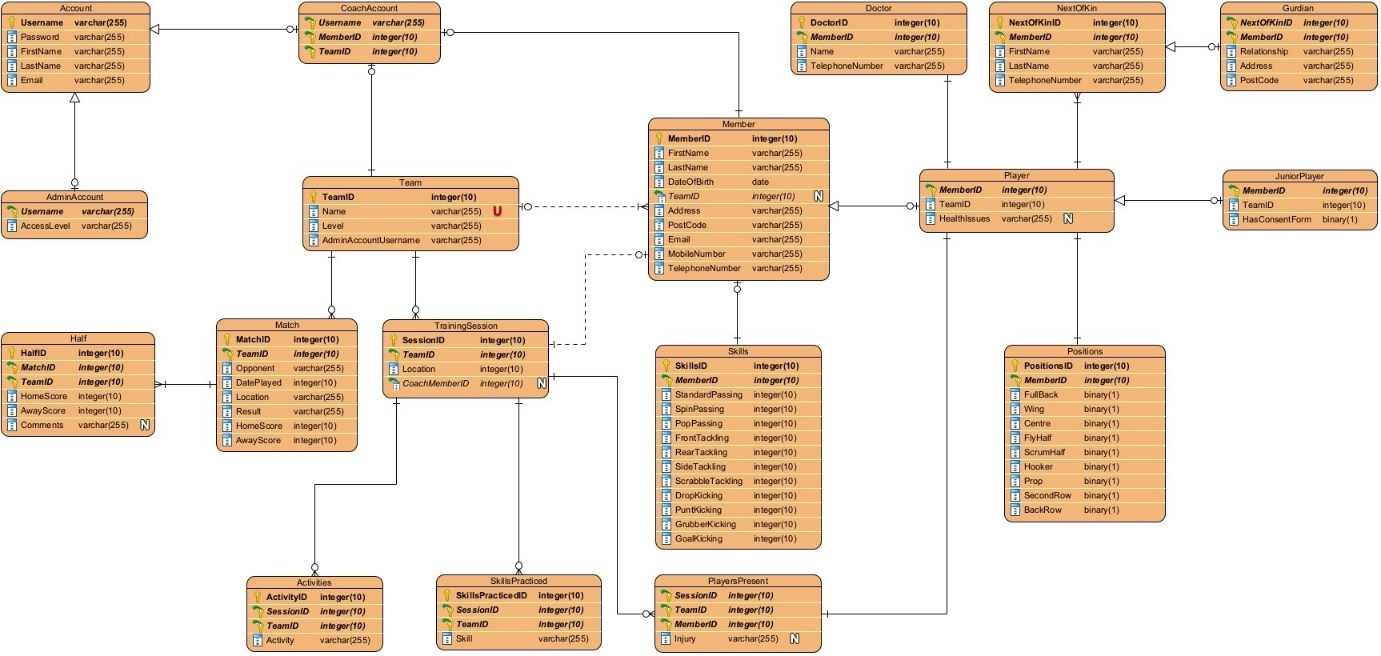 Account
Username varchar(255)
Password varchar(255)
FirstName varchar(255)
LastName varchar(255)
Email varchar(255)
CoachAccount
Username varchar(255)
MemberID integer(10)
TeamID integer(10)
Doctor
DoctorID integer(10)
MemberID integer(10)
Name varchar(255)
TelephoneNumber varchar(255)
NextOfKin
NextOfKinID integer(10)
MemberID integer(10)
FirstName varchar(255)
LastName varchar(255)
TelephoneNumber varchar(255)
Gurdian
NextOfKinID integer(10)
MemberID integer(10)
Relationship varchar(255)
Address varchar(255)
PostCode varchar(255)
AdminAccount
Username varchar(255)
AccessLevel varchar(255)
Team
TeamID integer(10)
Name varchar(255) U
Level varchar(255)
AdminAccountUsername varchar(255)
Member
MemberID integer(10)
FirstName varchar(255)
LastName varchar(255)
DateOfBirth date
TeamID integer(10) N
Address varchar(255)
PostCode varchar(255)
Email varchar(255)
MobileNumber varchar(255)
TelephoneNumber varchar(255)
Player
MemberID integer(10)
TeamID integer(10)
HealthIssues varchar(255) N
JuniorPlayer
MemberID integer(10)
TeamID integer(10)
HasConsentForm binary(1)
Half
HalfID integer(10)
MatchID integer(10)
TeamID integer(10)
HomeScore integer(10)
AwayScore integer(10)
Comments varchar(255) N
Match
MatchID integer(10)
TeamID integer(10)
Opponent varchar(255)
DatePlayed integer(10)
Location varchar(255)
Result varchar(255)
HomeScore integer(10)
AwayScore integer(10)
TrainingSession
SessionID integer(10)
TeamID integer(10)
Location integer(10)
CoachMemberID integer(10) N
Skills
SkillsID integer(10)
MemberID integer(10)
StandardPassing integer(10)
SpinPassing integer(10)
PopPassing integer(10)
FrontTackling integer(10)
RearTackling integer(10)
SideTackling integer(10)
ScrabbleTackling integer(10)
DropKicking integer(10)
PuntKicking integer(10)
GrubberKicking integer(10)
GoalKicking integer(10)
Positions
PositionsID integer(10)
MemberID integer(10)
FullBack binary(1)
Wing binary(1)
Centre binary(1)
FlyHalf binary(1)
ScrumHalf binary(1)
Hooker binary(1)
Prop binary(1)
SecondRow binary(1)
BackRow binary(1)
Activities
ActivityID integer(10)
SessionID integer(10)
TeamID integer(10)
Activity varchar(255)
SkillsPracticed
SkillsPracticedID integer(10)
SessionID integer(10)
TeamID integer(10)
Skill varchar(255)
PlayersPresent
SessionID integer(10)
TeamID integer(10)
MemberID integer(10)
Injury varchar(255) N